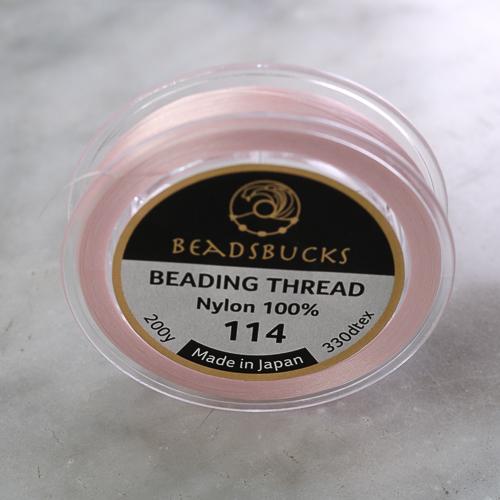 BEADSBUCKS
BEADING THREAD
Nylon 100%
114
200y
Made in Japan
330dtex